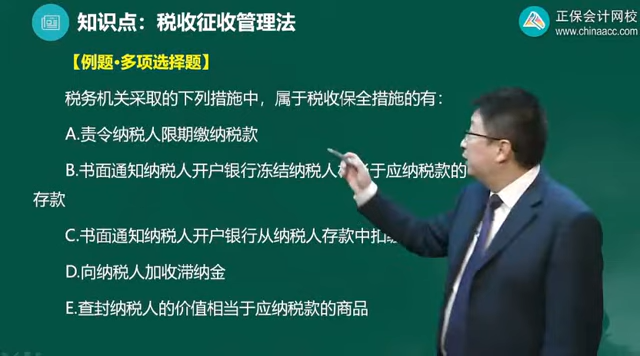 知识点：税收征收管理法
正保会计网校
www.chinaacc.com
【例题·多项选择题】
税务机关采取的下列措施中，属于税收保全措施的有：
A.责令纳税人限期缴纳税款
B.书面通知纳税人开户银行冻结纳税人 于应纳税款的
存款
C.书面通知纳税人开户银行从纳税人存款中扣
D.向纳税人加收滞纳金
E.查封纳税人的价值相当于应纳税款的商品